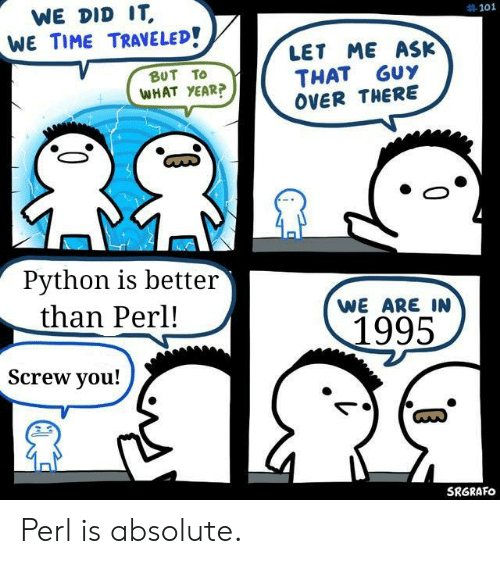 WE DID IT,
WE TIME TRAVELED!
BUT TO
WHAT YEAR?
#101
LET ME ASK
THAT GUY
OVER THERE
Python is better
than Perl!
Screw you!
WE ARE IN
1995
SRGRAFO
Perl is absolute.